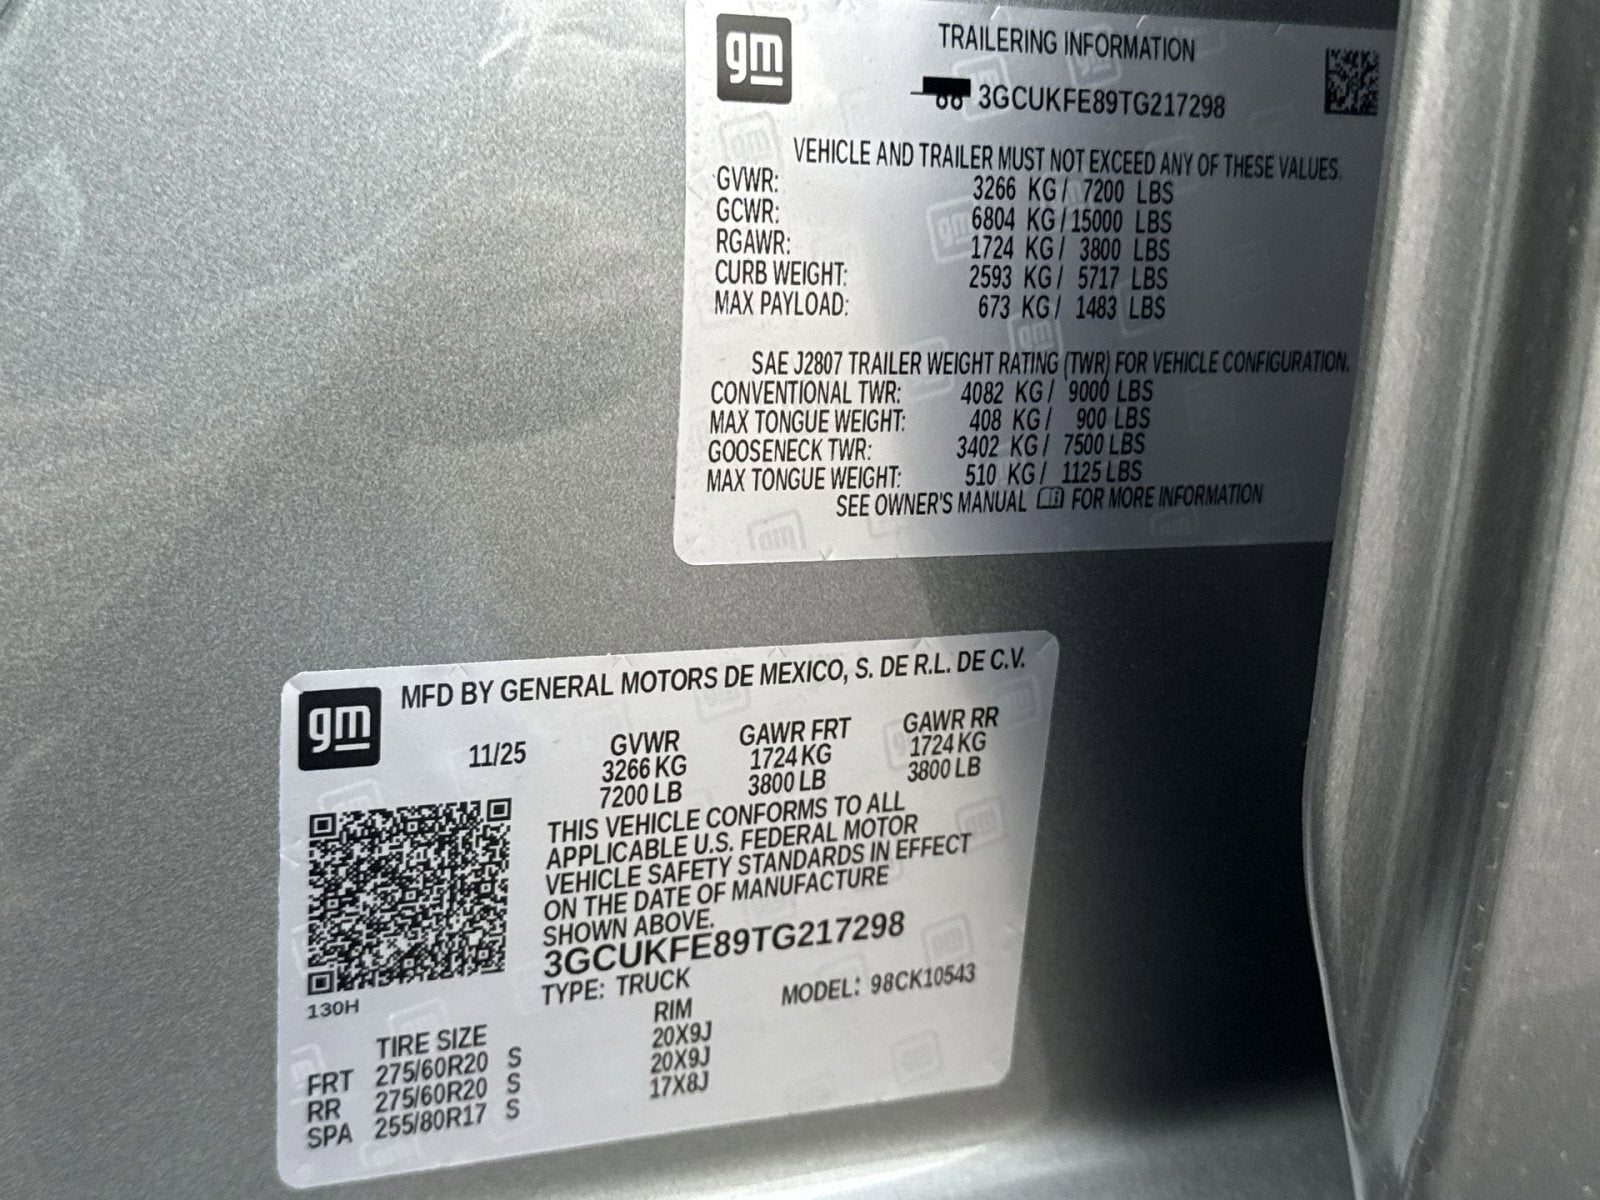 gm
TRAILERING INFORMATION
3GCUKFE89TG217298
VEHICLE AND TRAILER MUST NOT EXCEED ANY OF THESE VALUES.
GVWR: 3266 KG / 7200 LBS
GCWR: 6804 KG / 15000 LBS
RGAWR: 1724 KG / 3800 LBS
CURB WEIGHT: 2593 KG / 5717 LBS
MAX PAYLOAD: 673 KG / 1483 LBS
SAE J2807 TRAILER WEIGHT RATING (TWR) FOR VEHICLE CONFIGURATION.
CONVENTIONAL TWR: 4082 KG / 9000 LBS
MAX TONGUE WEIGHT: 408 KG / 900 LBS
GOOSENECK TWR: 3402 KG / 7500 LBS
MAX TONGUE WEIGHT: 510 KG / 1125 LBS
SEE OWNER'S MANUAL FOR MORE INFORMATION
gm
MFD BY GENERAL MOTORS DE MEXICO, S. DE R.L. DE C.V.
11/25 GVWR GAWR FRT GAWR RR
3266 KG 1724 KG 1724 KG
7200 LB 3800 LB 3800 LB
THIS VEHICLE CONFORMS TO ALL
APPLICABLE U.S. FEDERAL MOTOR
VEHICLE SAFETY STANDARDS IN EFFECT
ON THE DATE OF MANUFACTURE
SHOWN ABOVE.
3GCUKFE89TG217298
TYPE: TRUCK MODEL: 98CK10543
130H
TIRE SIZE RIM
FRT 275/60R20 S 20X9J
RR 275/60R20 S 20X9J
SPA 255/80R17 S 17X8J